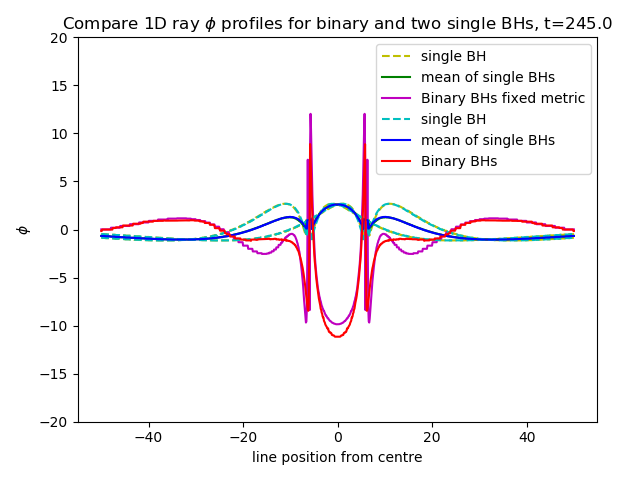 Compare 1D ray ϕ profiles for binary and two single BHs, t=245.0
20
15
10
5
0
−5
−10
−15
−20
ϕ
single BH
mean of single BHs
Binary BHs fixed metric
single BH
mean of single BHs
Binary BHs
−40 −20 0 20 40
line position from centre